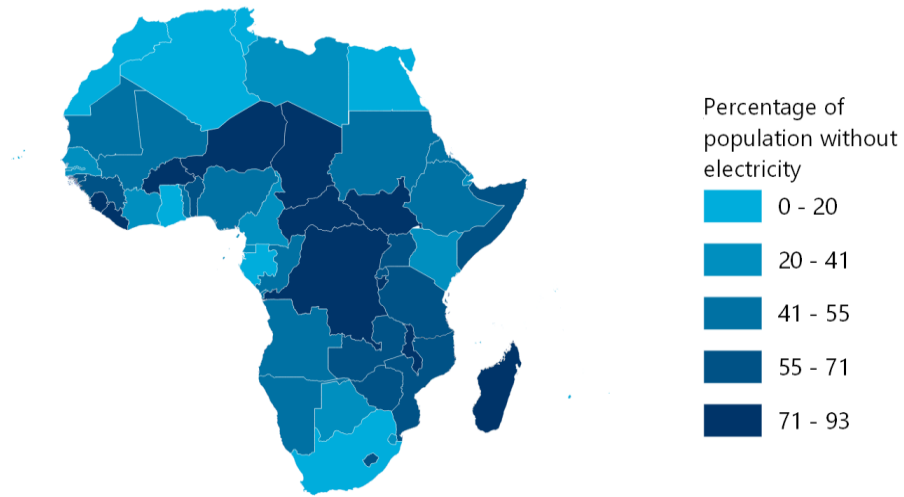 Percentage of
population without
electricity
0 - 20
20 - 41
41 - 55
55 - 71
71 - 93